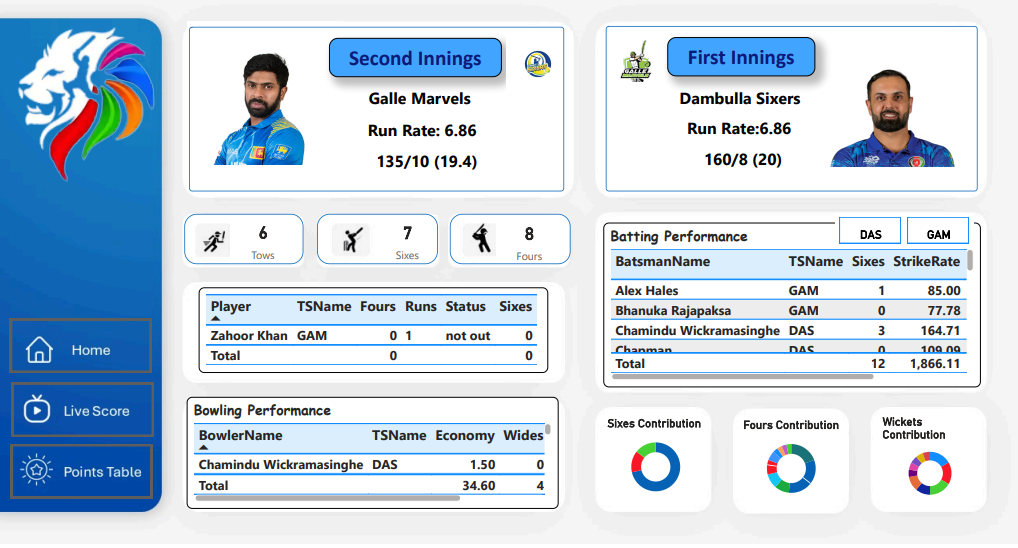 Second Innings
Galle Marvels
Run Rate: 6.86
135/10 (19.4)
GALLE
First Innings
Dambulla Sixers
Run Rate:6.86
160/8 (20)
6
Tows
7
Sixes
8
Fours
Player TSName Fours Runs Status Sixes
Zahoor Khan GAM 0 1 not out 0
Total 0 0
Bowling Performance
BowlerName TSName Economy Wides
Chamindu Wickramasinghe DAS 1.50 0
Total 34.60 4
Batting Performance
DAS
GAM
BatsmanName TSName Sixes StrikeRate
Alex Hales GAM 1 85.00
Bhanuka Rajapaksa GAM 0 77.78
Chamindu Wickramasinghe DAS 3 164.71
Chapman DAS 0 109.09
Total 12 1,866.11
Sixes Contribution
Fours Contribution
Wickets
Contribution
Home
Live Score
Points Table